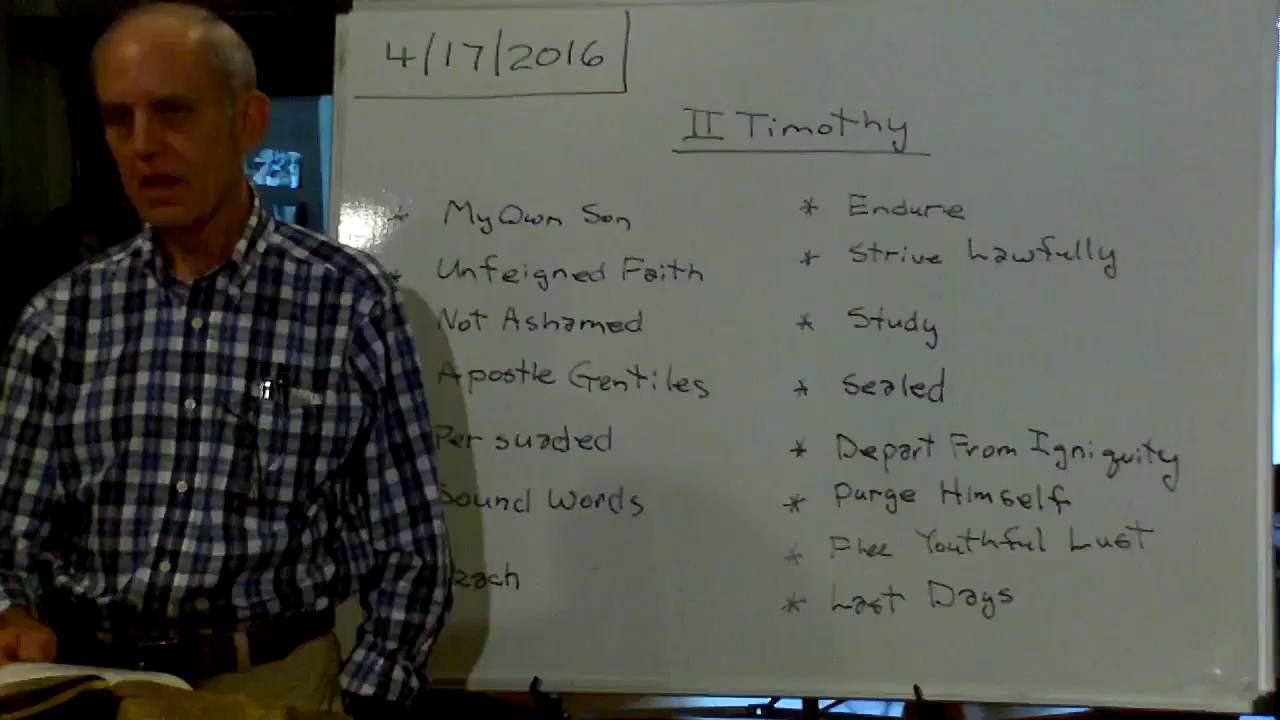 4/17/2016
II Timothy
* My Own Son
* Unfeigned Faith
Not Ashamed
Apostle Gentiles
Persuaded
Sound Words
* Endure
* Strive Lawfully
* Study
* Sealed
* Depart From Igniquity
* Purge Himself
* Flee Youthful Lust
* Last Days